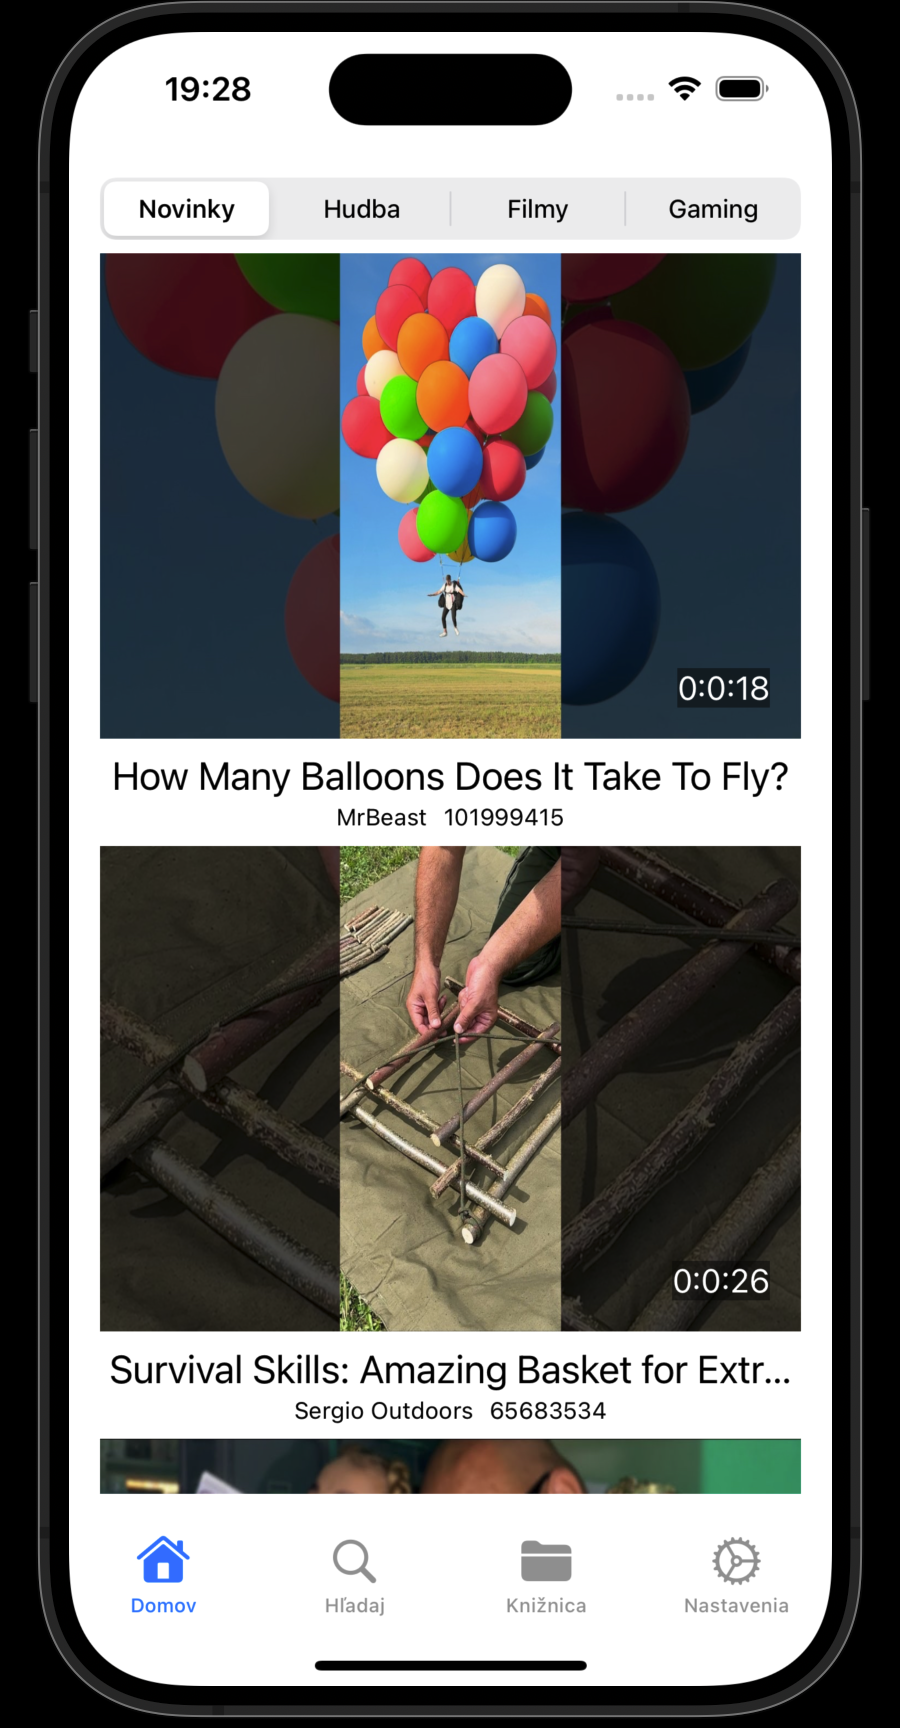 19:28
Novinky Hudba Filmy Gaming
0:0:18
How Many Balloons Does It Take To Fly?
MrBeast 101999415
0:0:26
Survival Skills: Amazing Basket for Extr...
Sergio Outdoors 65683534
Domov Hľadaj Knižnica Nastavenia